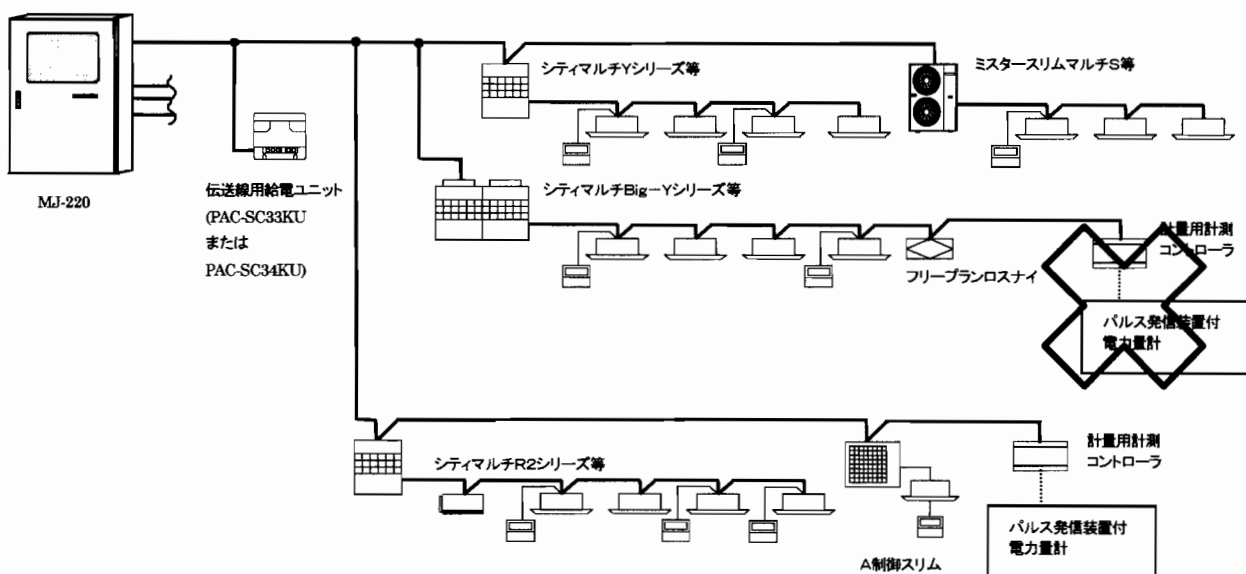 シティマルチYシリーズ等
ミスタースリムマルチS等
MJ-220
伝送線用給電ユニット
(PAC-SC33KU
または
PAC-SC34KU)
シティマルチBig-Yシリーズ等
フリープランロスナイ
計量用計測
コントローラ
パルス発信装置付
電力量計
シティマルチR2シリーズ等
計量用計測
コントローラ
A制御スリム
パルス発信装置付
電力量計